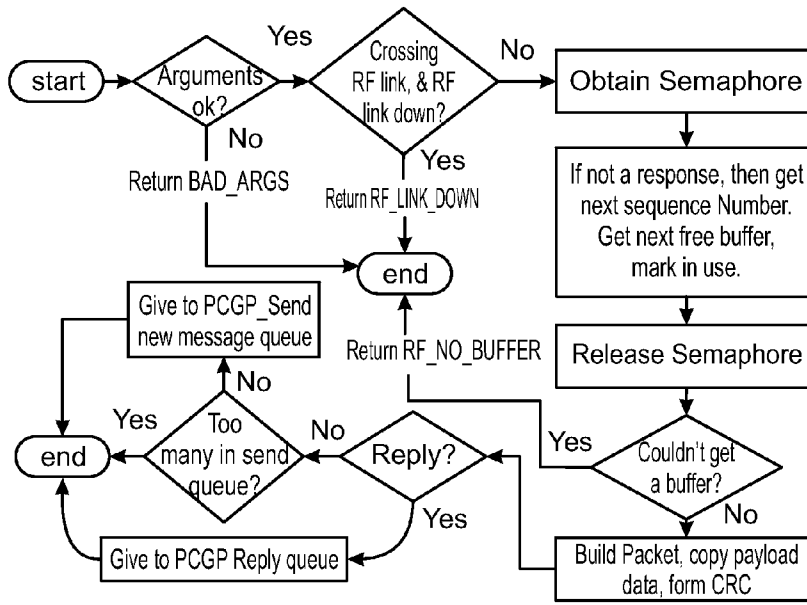 start
Arguments
ok?
Yes
No
Return BAD_ARGS
Crossing
RF link, & RF
link down?
No
Yes
Return RF_LINK_DOWN
end
Obtain Semaphore
If not a response, then get
next sequence Number.
Get next free buffer,
mark in use.
Release Semaphore
Couldn't get
a buffer?
Yes
Return RF_NO_BUFFER
No
Build Packet, copy payload
data, form CRC
Reply?
No
Yes
Give to PCGP Reply queue
Too
many in send
queue?
No
Yes
Give to PCGP_Send
new message queue
end